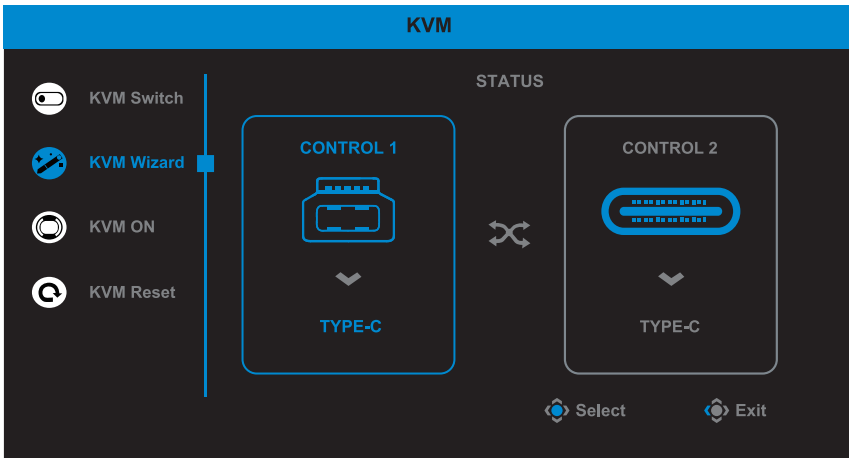 KVM
STATUS
KVM Switch
KVM Wizard
KVM ON
KVM Reset
CONTROL 1
TYPE-C
CONTROL 2
TYPE-C
Select
Exit